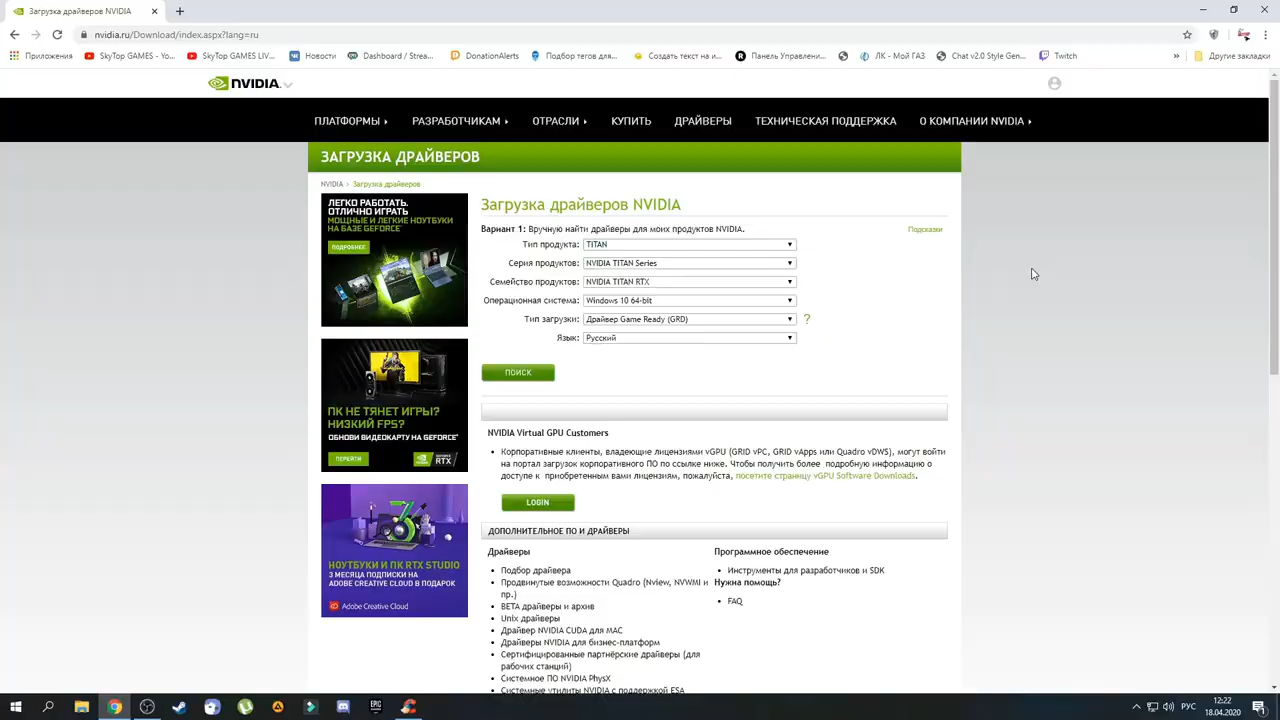 Загрузка драйверов NVIDIA
nvidia.ru/Download/index.aspx?lang=ru
Приложения
SkyTop GAMES - You...
SkyTop GAMES LIV...
Новости
Dashboard / Strea...
DonationAlerts
Подбор тегов для...
Создать текст на и...
Панель Управлени...
ЛК - Мой ГАЗ
Chat v2.0 Style Gen...
Twitch
»
Другие закладки
NVIDIA.
ПЛАТФОРМЫ
РАЗРАБОТЧИКАМ
ОТРАСЛИ
КУПИТЬ
ДРАЙВЕРЫ
ТЕХНИЧЕСКАЯ ПОДДЕРЖКА
О КОМПАНИИ NVIDIA
ЗАГРУЗКА ДРАЙВЕРОВ
NVIDIA > Загрузка драйверов
ЛЕГКО РАБОТАТЬ.
ОТЛИЧНО ИГРАТЬ
МОЩНЫЕ И ЛЕГКИЕ НОУТБУКИ
НА БАЗЕ GEFORCE
ПОДРОБНЕЕ
ПК НЕ ТЯНЕТ ИГРЫ?
НИЗКИЙ FPS?
ОБНОВИ ВИДЕОКАРТУ НА GEFORCE
ПЕРЕЙТИ
GEFORCE
RTX
НОУТБУКИ И ПК RTX STUDIO
3 МЕСЯЦА ПОДПИСКИ НА
ADOBE CREATIVE CLOUD В ПОДАРОК
Adobe Creative Cloud
Загрузка драйверов NVIDIA
Вариант 1: Вручную найти драйверы для моих продуктов NVIDIA.
Подсказки
Тип продукта: TITAN
Серия продуктов: NVIDIA TITAN Series
Семейство продуктов: NVIDIA TITAN RTX
Операционная система: Windows 10 64-bit
Тип загрузки: Драйвер Game Ready (GRD) ?
Язык: Русский
ПОИСК
NVIDIA Virtual GPU Customers
• Корпоративные клиенты, владеющие лицензиями vGPU (GRID vPC, GRID vApps или Quadro vDWS), могут войти
на портал загрузок корпоративного ПО по ссылке ниже. Чтобы получить более подробную информацию о
доступе к приобретенным вами лицензиям, пожалуйста, посетите страницу vGPU Software Downloads.
LOGIN
ДОПОЛНИТЕЛЬНОЕ ПО И ДРАЙВЕРЫ
Драйверы
• Подбор драйвера
• Продвинутые возможности Quadro (Nview, NVWMI и
пр.)
• BETA драйверы и архив
• Unix драйверы
• Драйвер NVIDIA CUDA для MAC
• Драйверы NVIDIA для бизнес-платформ
• Сертифицированные партнёрские драйверы (для
рабочих станций)
• Системное ПО NVIDIA PhysX
• Системные утилиты NVIDIA с поддержкой ESA
Программное обеспечение
• Инструменты для разработчиков и SDK
Нужна помощь?
• FAQ
EPIC
РУС
12:22
18.04.2020